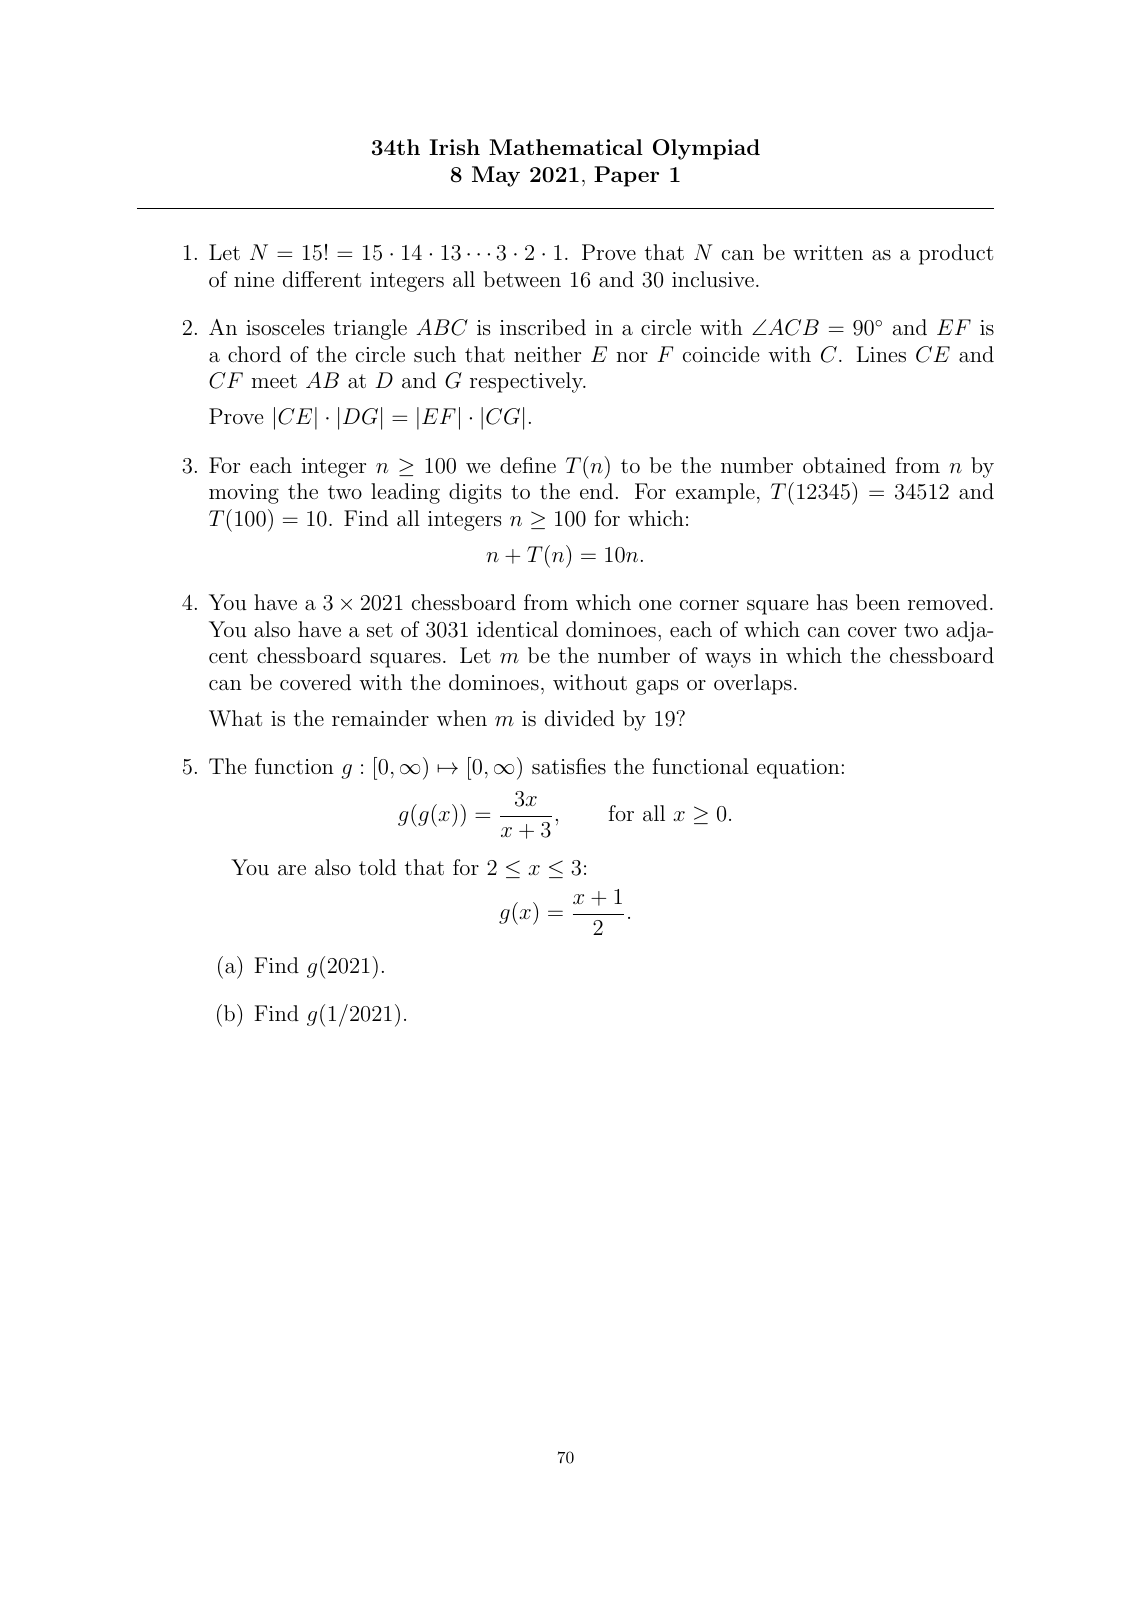 34th Irish Mathematical Olympiad
8 May 2021, Paper 1
1. Let N = 15! = 15 · 14 · 13 · · · 3 · 2 · 1. Prove that N can be written as a product
of nine different integers all between 16 and 30 inclusive.
2. An isosceles triangle ABC is inscribed in a circle with ∠ACB = 90° and EF is
a chord of the circle such that neither E nor F coincide with C. Lines CE and
CF meet AB at D and G respectively.
Prove |CE| · |DG| = |EF| · |CG|.
3. For each integer n ≥ 100 we define T(n) to be the number obtained from n by
moving the two leading digits to the end. For example, T(12345) = 34512 and
T(100) = 10. Find all integers n ≥ 100 for which:
n + T(n) = 10n.
4. You have a 3 × 2021 chessboard from which one corner square has been removed.
You also have a set of 3031 identical dominoes, each of which can cover two adja-
cent chessboard squares. Let m be the number of ways in which the chessboard
can be covered with the dominoes, without gaps or overlaps.
What is the remainder when m is divided by 19?
5. The function g : [0, ∞) ↦ [0, ∞) satisfies the functional equation:
g(g(x)) = 3x / (x + 3), for all x ≥ 0.
You are also told that for 2 ≤ x ≤ 3:
g(x) = (x + 1) / 2.
(a) Find g(2021).
(b) Find g(1/2021).
70